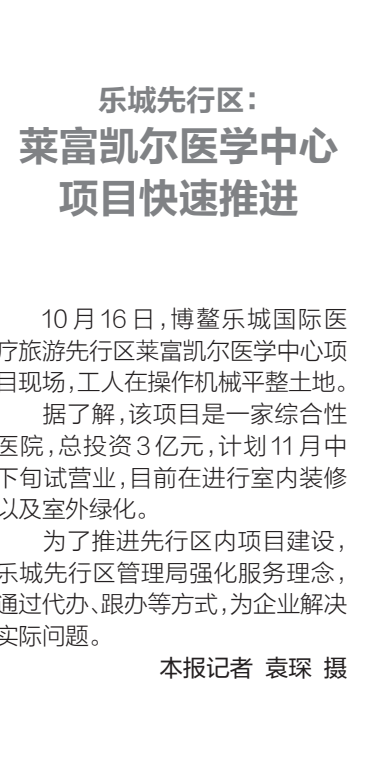 乐城先行区：
莱富凯尔医学中心
项目快速推进
10月16日，博鳌乐城国际医
疗旅游先行区莱富凯尔医学中心项
目现场，工人在操作机械平整土地。
据了解，该项目是一家综合性
医院，总投资3亿元，计划11月中
下旬试营业，目前在进行室内装修
以及室外绿化。
为了推进先行区内项目建设，
乐城先行区管理局强化服务理念，
通过代办、跟办等方式，为企业解决
实际问题。
本报记者 袁琛 摄